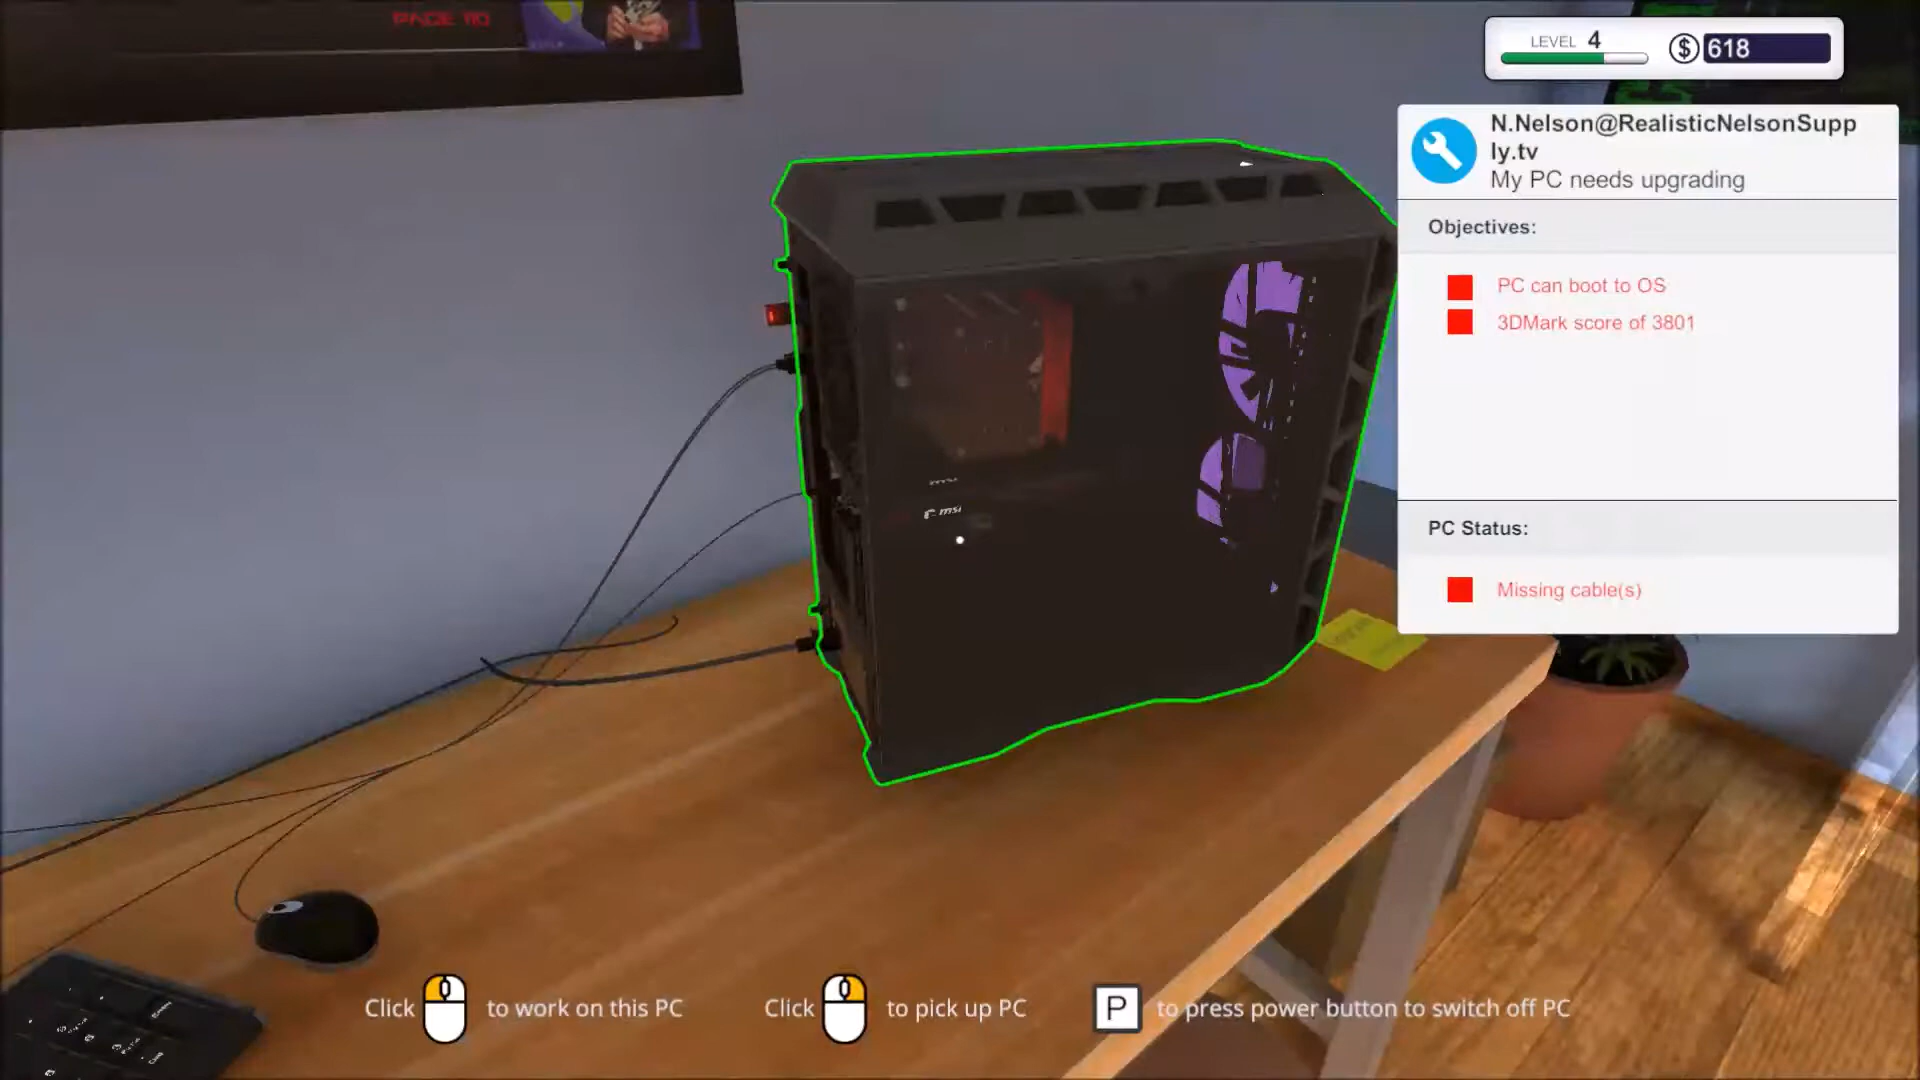 PAGE 110
LEVEL 4
$ 618
N.Nelson@RealisticNelsonSupp
ly.tv
My PC needs upgrading
Objectives:
PC can boot to OS
3DMark score of 3801
PC Status:
Missing cable(s)
msi
Click to work on this PC
Click to pick up PC
P to press power button to switch off PC